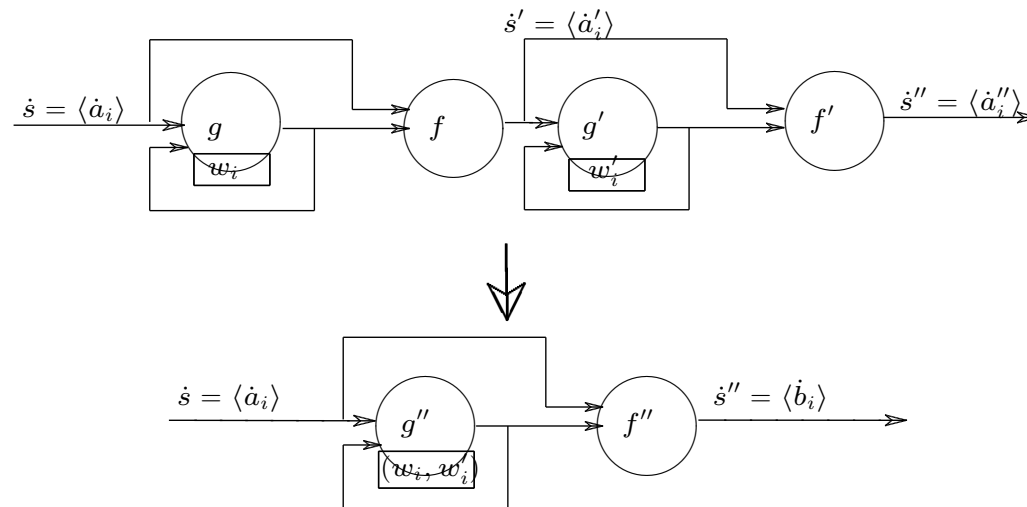 ṡ′ = ⟨ȧ′ᵢ⟩
ṡ = ⟨ȧᵢ⟩ g f g′ f′ ṡ″ = ⟨ȧ″ᵢ⟩
wᵢ w′ᵢ
ṡ = ⟨ȧᵢ⟩ g″ f″ ṡ″ = ⟨ḃᵢ⟩
(wᵢ, w′ᵢ)